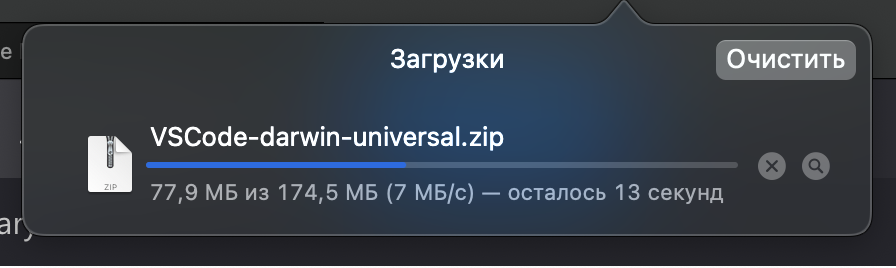 Загрузки
Очистить
VSCode-darwin-universal.zip
ZIP
77,9 МБ из 174,5 МБ (7 МБ/с) — осталось 13 секунд